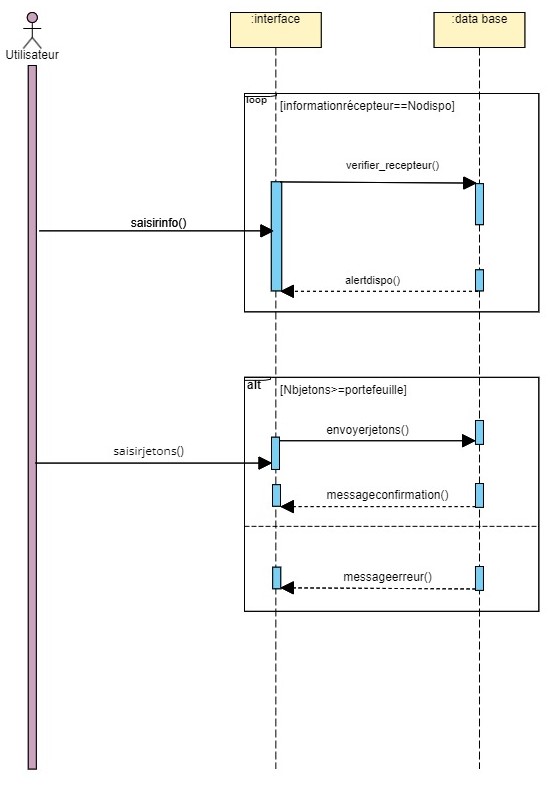 :interface
:data base
Utilisateur
loop
[informationrécepteur==Nodispo]
verifier_recepteur()
saisirinfo()
alertdispo()
alt
[Nbjetons>=portefeuille]
envoyerjetons()
saisirjetons()
messageconfirmation()
messageerreur()